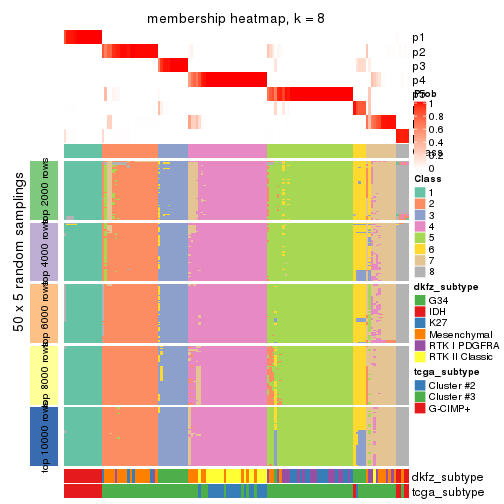 membership heatmap, k = 8
p1
p2
p3
p4
Prob
1
0.8
0.6
0.4
0.2
0
Class
1
2
3
4
5
6
7
8
dkfz_subtype
G34
IDH
K27
Mesenchymal
RTK I PDGFRA
RTK II Classic
tcga_subtype
Cluster #2
Cluster #3
G-CIMP+
50 x 5 random samplings
top 2000 rows
top 4000 rows
top 6000 rows
top 8000 rows
top 10000 rows
dkfz_subtype
tcga_subtype